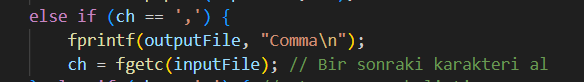 else if (ch == ',') {
fprintf(outputFile, "Comma\n");
ch = fgetc(inputFile); // Bir sonraki karakteri al